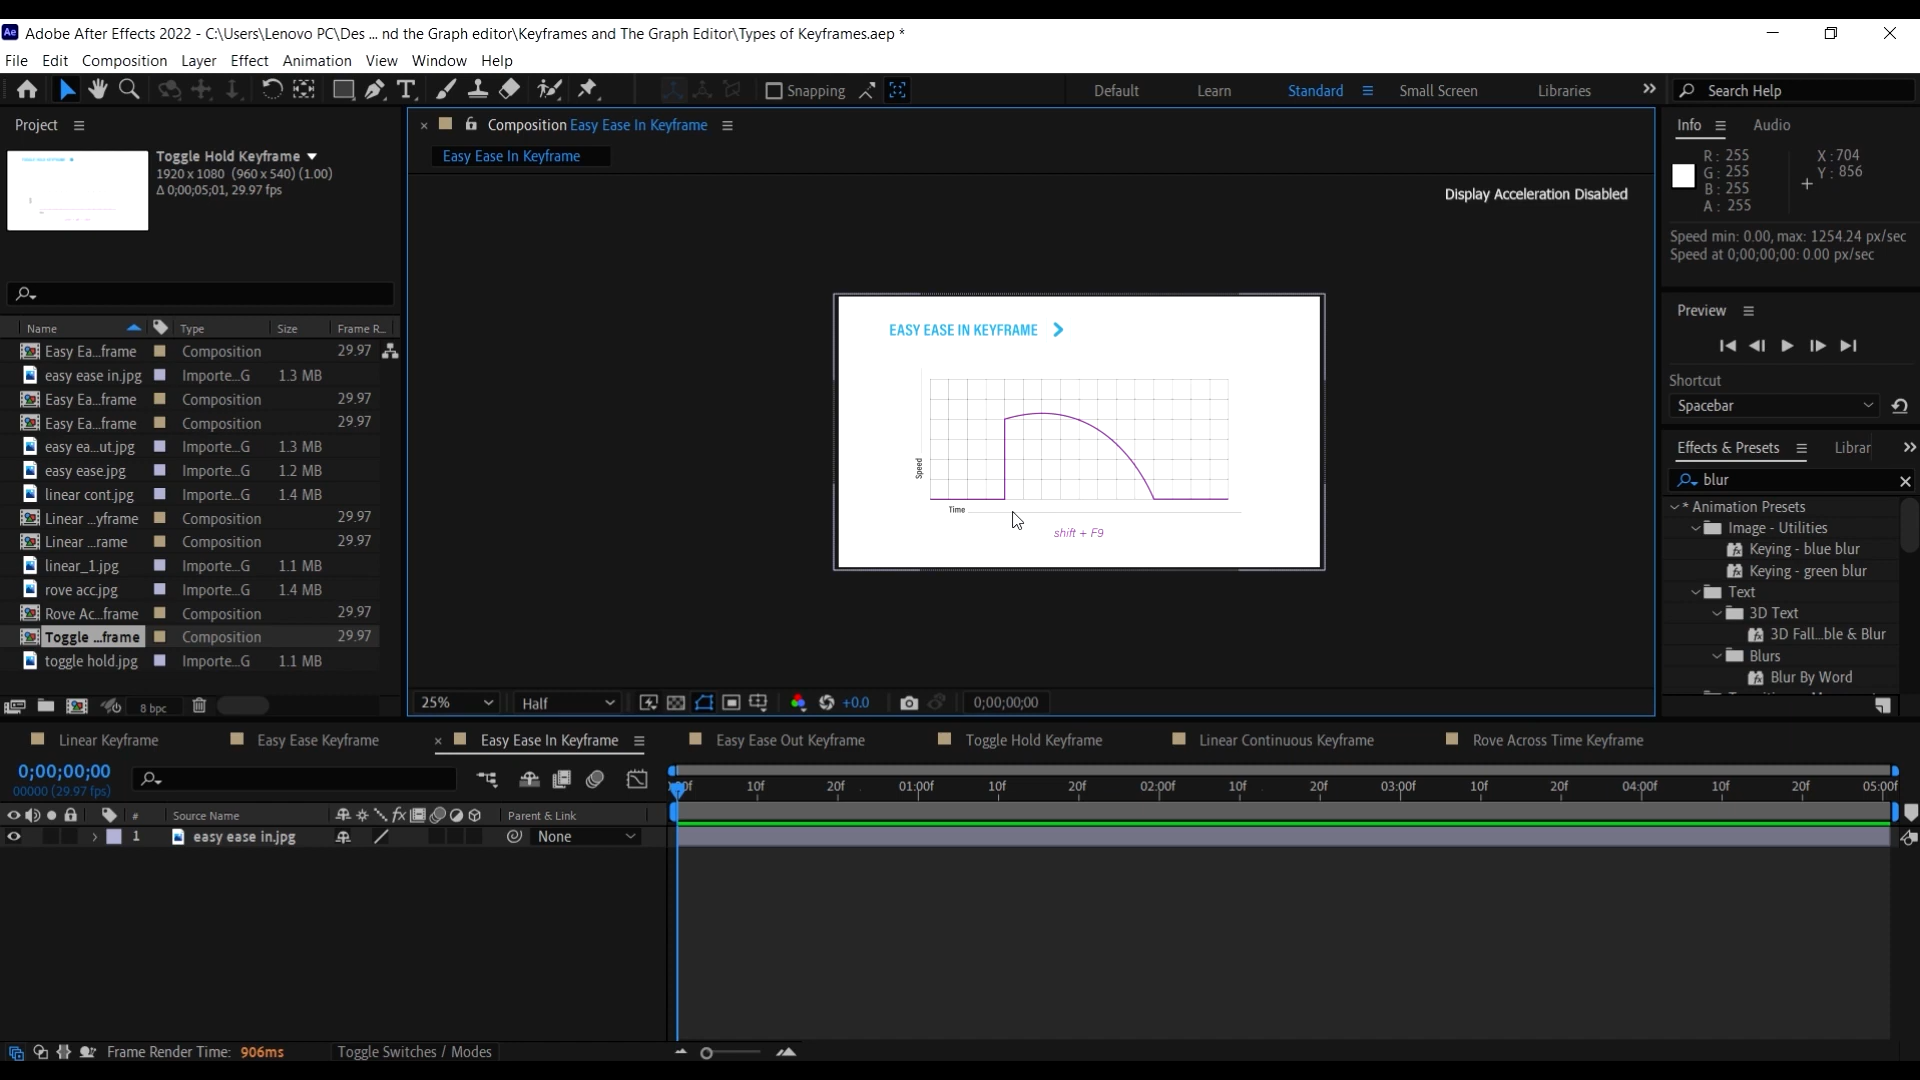 Adobe After Effects 2022 - C:\Users\Lenovo PC\Des ... nd the Graph editor\Keyframes and The Graph Editor\Types of Keyframes.aep *
File Edit Composition Layer Effect Animation View Window Help
Snapping Default Learn Standard Small Screen Libraries Search Help
Project
Toggle Hold Keyframe
1920 x 1080 (960 x 540) (1.00)
Δ 0;00;05;01, 29.97 fps
Name Type Size Frame R...
Easy Ea...frame Composition 29.97
easy ease in.jpg Importe...G 1.3 MB
Easy Ea...frame Composition 29.97
Easy Ea...frame Composition 29.97
easy ea...ut.jpg Importe...G 1.3 MB
easy ease.jpg Importe...G 1.2 MB
linear cont.jpg Importe...G 1.4 MB
Linear ...yframe Composition 29.97
Linear ...rame Composition 29.97
linear_1.jpg Importe...G 1.1 MB
rove acc.jpg Importe...G 1.4 MB
Rove Ac...frame Composition 29.97
Toggle ...frame Composition 29.97
toggle hold.jpg Importe...G 1.1 MB
8 bpc
Composition Easy Ease In Keyframe
Easy Ease In Keyframe
Display Acceleration Disabled
EASY EASE IN KEYFRAME
Speed
Time
shift + F9
25% Half +0.0 0;00;00;00
Info Audio
R: 255
G: 255
B: 255
A: 255
X: 704
Y: 856
Speed min: 0.00, max: 1254.24 px/sec
Speed at 0;00;00;00: 0.00 px/sec
Preview
Shortcut
Spacebar
Effects & Presets Librar
blur
* Animation Presets
Image - Utilities
Keying - blue blur
Keying - green blur
Text
3D Text
3D Fall...ble & Blur
Blurs
Blur By Word
Linear Keyframe Easy Ease Keyframe Easy Ease In Keyframe Easy Ease Out Keyframe Toggle Hold Keyframe Linear Continuous Keyframe Rove Across Time Keyframe
0;00;00;00
00000 (29.97 fps)
10f 20f 01:00f 10f 20f 02:00f 10f 20f 03:00f 10f 20f 04:00f 10f 20f 05:00f
# Source Name fx Parent & Link
1 easy ease in.jpg None
Frame Render Time: 906ms Toggle Switches / Modes